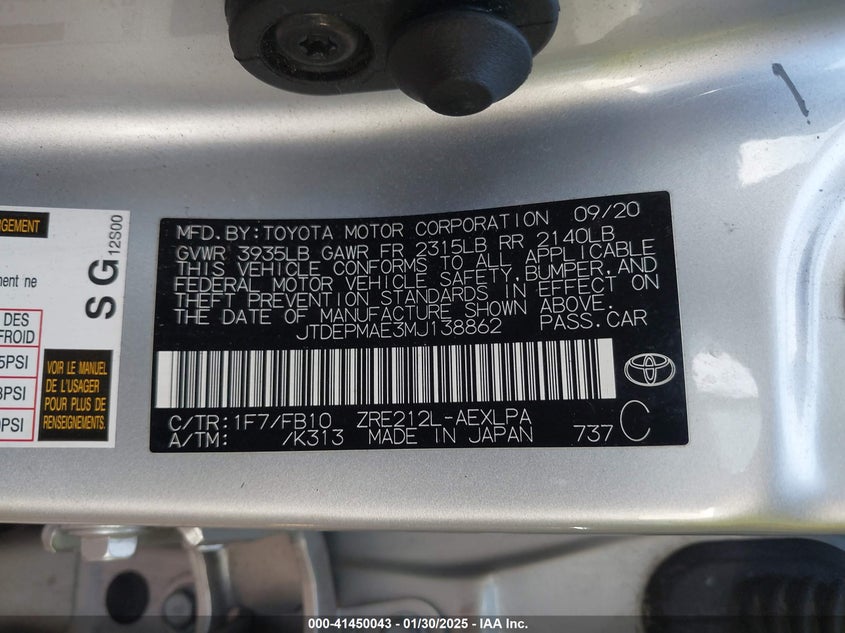 RGEMENT
ment ne
DES
FROID
5PSI
PSI
PSI
SG 12S00
VOIR LE MANUEL
DE L'USAGER
POUR PLUS DE
RENSEIGNEMENTS.
MFD. BY: TOYOTA MOTOR CORPORATION 09/20
GVWR 3935LB GAWR FR 2315LB RR 2140LB
THIS VEHICLE CONFORMS TO ALL APPLICABLE
FEDERAL MOTOR VEHICLE SAFETY, BUMPER, AND
THEFT PREVENTION STANDARDS IN EFFECT ON
THE DATE OF MANUFACTURE SHOWN ABOVE.
JTDEPMAE3MJ138862 PASS.CAR
C/TR: 1F7/FB10 ZRE212L-AEXLPA
A/TM: /K313 MADE IN JAPAN 737 C
000-41450043 - 01/30/2025 - IAA Inc.